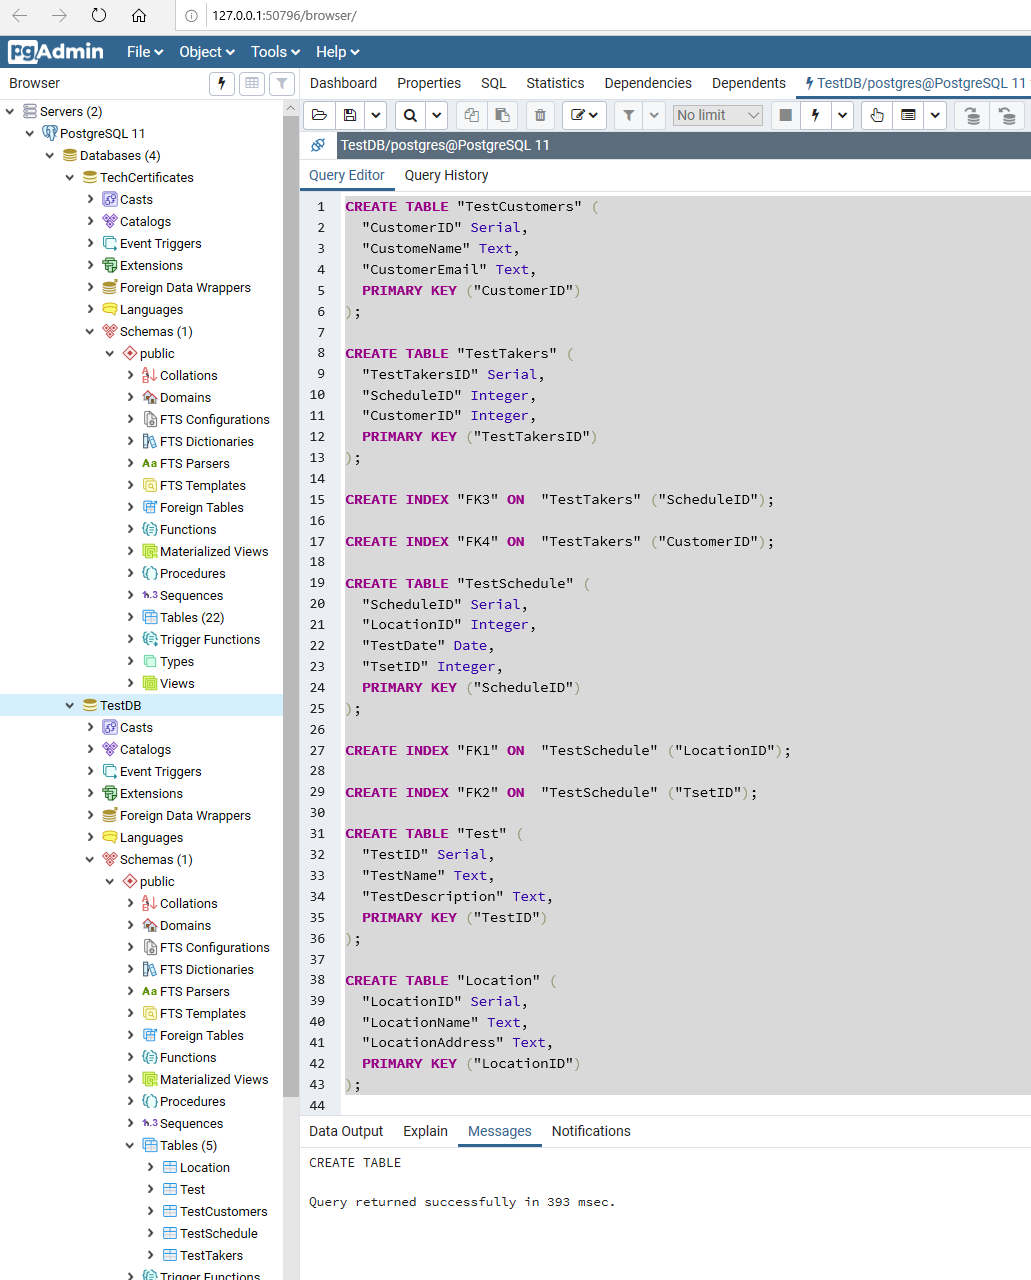 127.0.0.1:50796/browser/
pgAdmin File Object Tools Help
Browser
Dashboard Properties SQL Statistics Dependencies Dependents TestDB/postgres@PostgreSQL 11
No limit
TestDB/postgres@PostgreSQL 11
Query Editor Query History
Servers (2)
PostgreSQL 11
Databases (4)
TechCertificates
Casts
Catalogs
Event Triggers
Extensions
Foreign Data Wrappers
Languages
Schemas (1)
public
Collations
Domains
FTS Configurations
FTS Dictionaries
Aa FTS Parsers
FTS Templates
Foreign Tables
Functions
Materialized Views
Procedures
1..3 Sequences
Tables (22)
Trigger Functions
Types
Views
TestDB
Casts
Catalogs
Event Triggers
Extensions
Foreign Data Wrappers
Languages
Schemas (1)
public
Collations
Domains
FTS Configurations
FTS Dictionaries
Aa FTS Parsers
FTS Templates
Foreign Tables
Functions
Materialized Views
Procedures
1..3 Sequences
Tables (5)
Location
Test
TestCustomers
TestSchedule
TestTakers
Trigger Functions
1 CREATE TABLE "TestCustomers" (
2 "CustomerID" Serial,
3 "CustomeName" Text,
4 "CustomerEmail" Text,
5 PRIMARY KEY ("CustomerID")
6 );
7
8 CREATE TABLE "TestTakers" (
9 "TestTakersID" Serial,
10 "ScheduleID" Integer,
11 "CustomerID" Integer,
12 PRIMARY KEY ("TestTakersID")
13 );
14
15 CREATE INDEX "FK3" ON "TestTakers" ("ScheduleID");
16
17 CREATE INDEX "FK4" ON "TestTakers" ("CustomerID");
18
19 CREATE TABLE "TestSchedule" (
20 "ScheduleID" Serial,
21 "LocationID" Integer,
22 "TestDate" Date,
23 "TsetID" Integer,
24 PRIMARY KEY ("ScheduleID")
25 );
26
27 CREATE INDEX "FK1" ON "TestSchedule" ("LocationID");
28
29 CREATE INDEX "FK2" ON "TestSchedule" ("TsetID");
30
31 CREATE TABLE "Test" (
32 "TestID" Serial,
33 "TestName" Text,
34 "TestDescription" Text,
35 PRIMARY KEY ("TestID")
36 );
37
38 CREATE TABLE "Location" (
39 "LocationID" Serial,
40 "LocationName" Text,
41 "LocationAddress" Text,
42 PRIMARY KEY ("LocationID")
43 );
44
Data Output Explain Messages Notifications
CREATE TABLE
Query returned successfully in 393 msec.